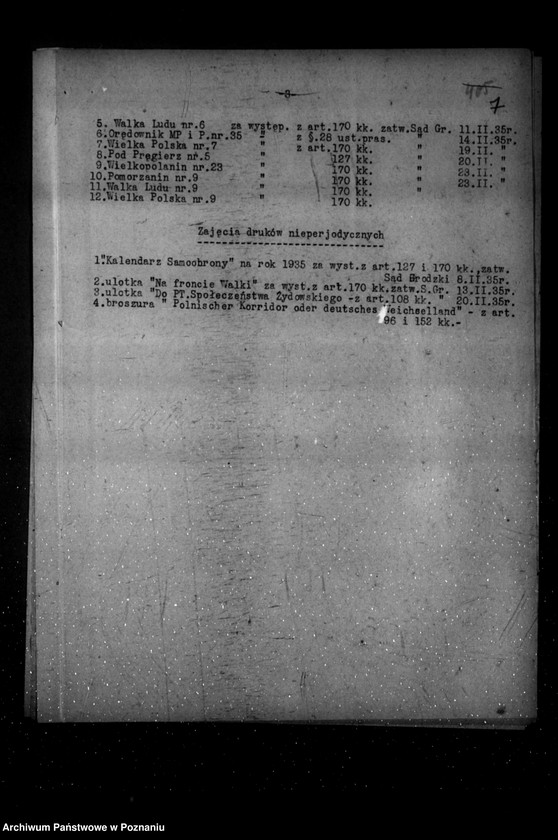 -8-
405
7
5. Walka Ludu nr.6 za występ. z art.170 kk. zatw.Sąd Gr. 11.II.35r.
6.Orędownik MP i P.nr.35 " z §.28 ust.pras. " 14.II.35r.
7.Wielka Polska nr.7 " z art.170 kk. " 19.II. "
8.Pod Pręgierz nr.5 " 127 kk. " 20.II. "
9.Wielkopolanin nr.23 " 170 kk. " 23.II. "
10.Pomorzanin nr.9 " 170 kk. " 23.II. "
11.Walka Ludu nr.9 " 170 kk. "
12.Wielka Polska nr.9 " 170 kk.
Zajęcia druków nieperjodycznych
1."Kalendarz Samoobrony" na rok 1935 za wyst.z art.127 i 170 kk.,zatw.
Sąd Grodzki 8.II.35r.
2.ulotka "Na froncie Walki" za wyst.z art.170 kk.zatw.S.Gr. 13.II.35r.
3.ulotka "Do PT.Społeczeństwa Żydowskiego -z art.108 kk. " 20.II.35r.
4.broszura " Polnischer Korridor oder deutsches Weichselland" - z art.
96 i 152 kk.-
Archiwum Państwowe w Poznaniu